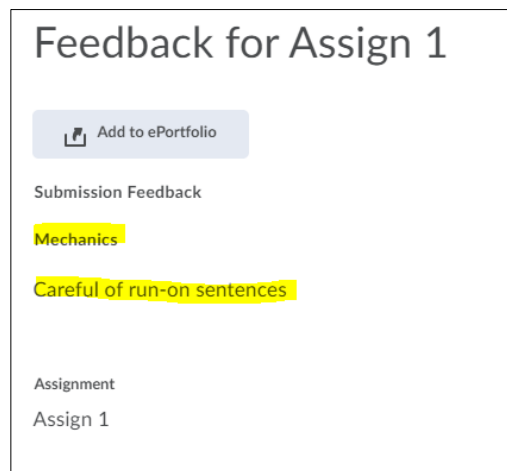 Feedback for Assign 1
Add to ePortfolio
Submission Feedback
Mechanics
Careful of run-on sentences
Assignment
Assign 1